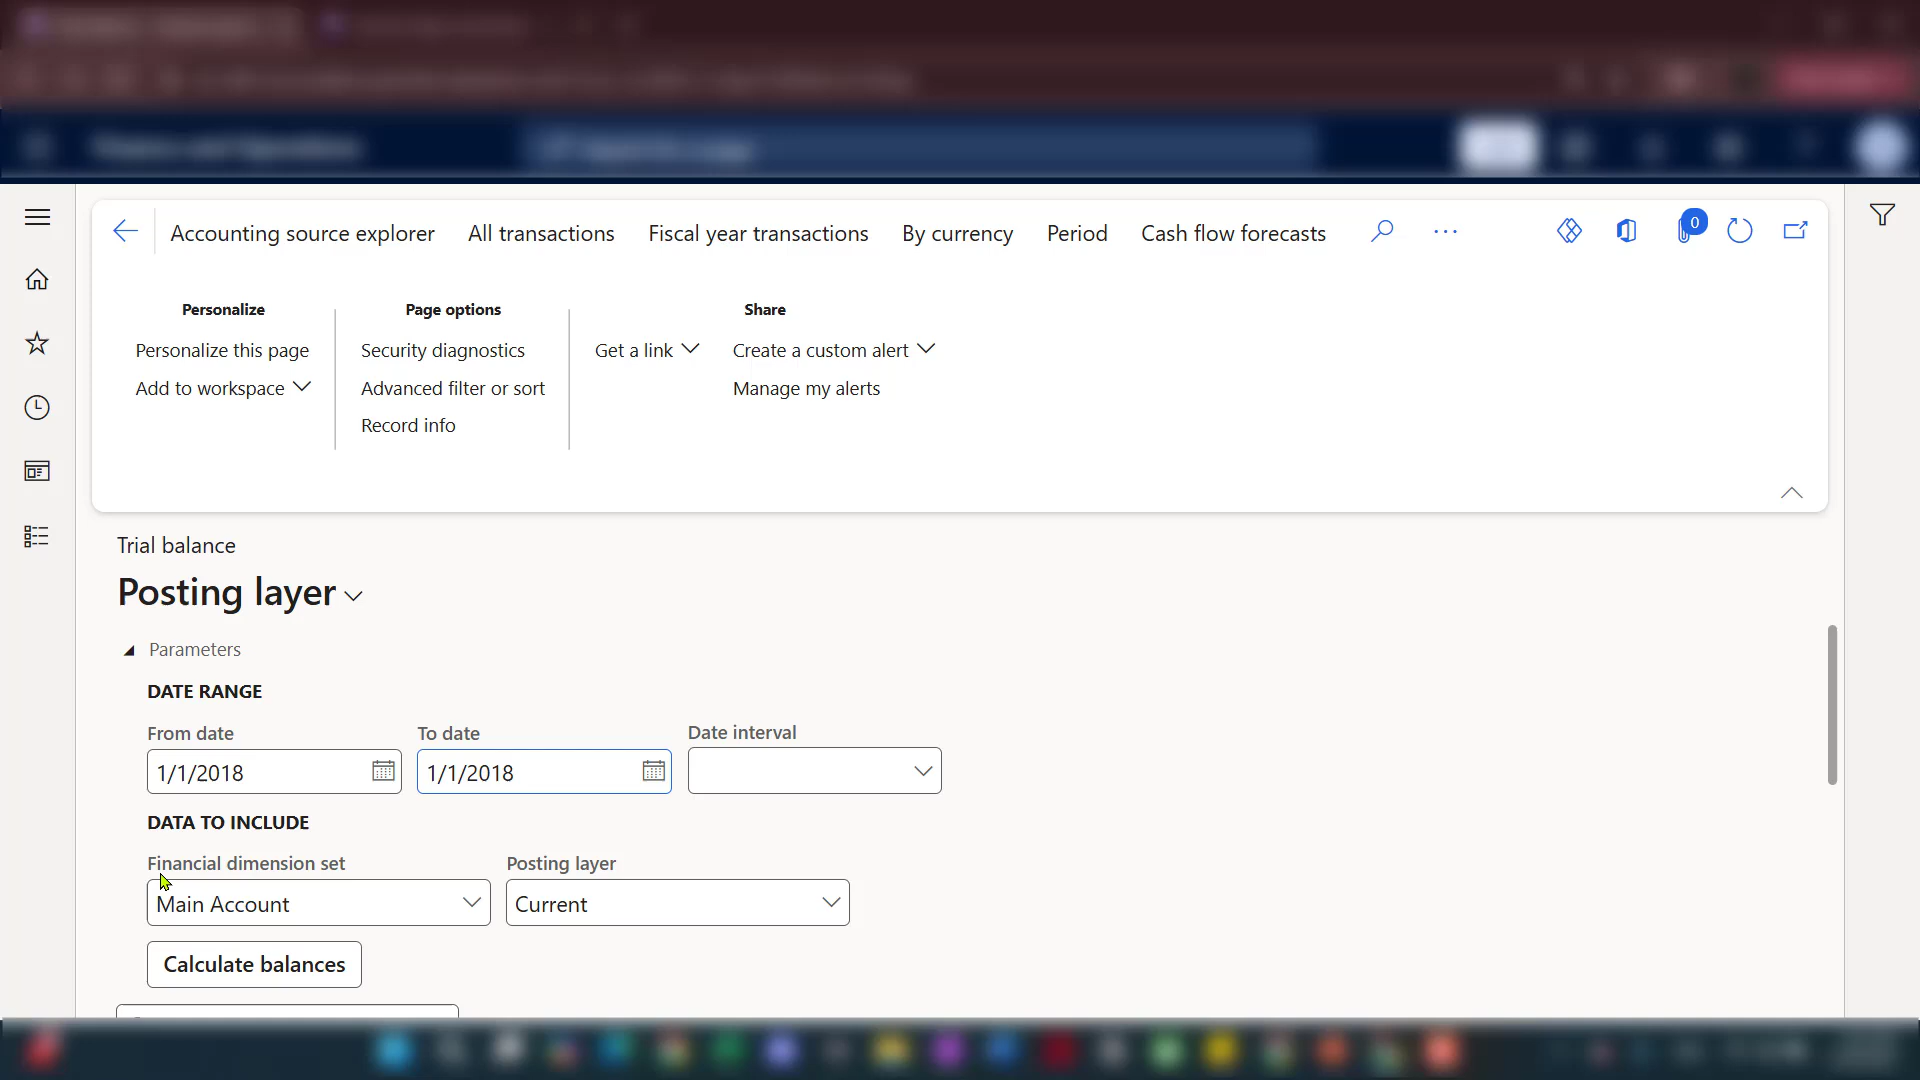 Accounting source explorer All transactions Fiscal year transactions By currency Period Cash flow forecasts 0
Personalize Page options Share
Personalize this page Security diagnostics Get a link Create a custom alert
Add to workspace Advanced filter or sort Manage my alerts
Record info
Trial balance
Posting layer
Parameters
DATE RANGE
From date To date Date interval
1/1/2018 1/1/2018
DATA TO INCLUDE
Financial dimension set Posting layer
Main Account Current
Calculate balances